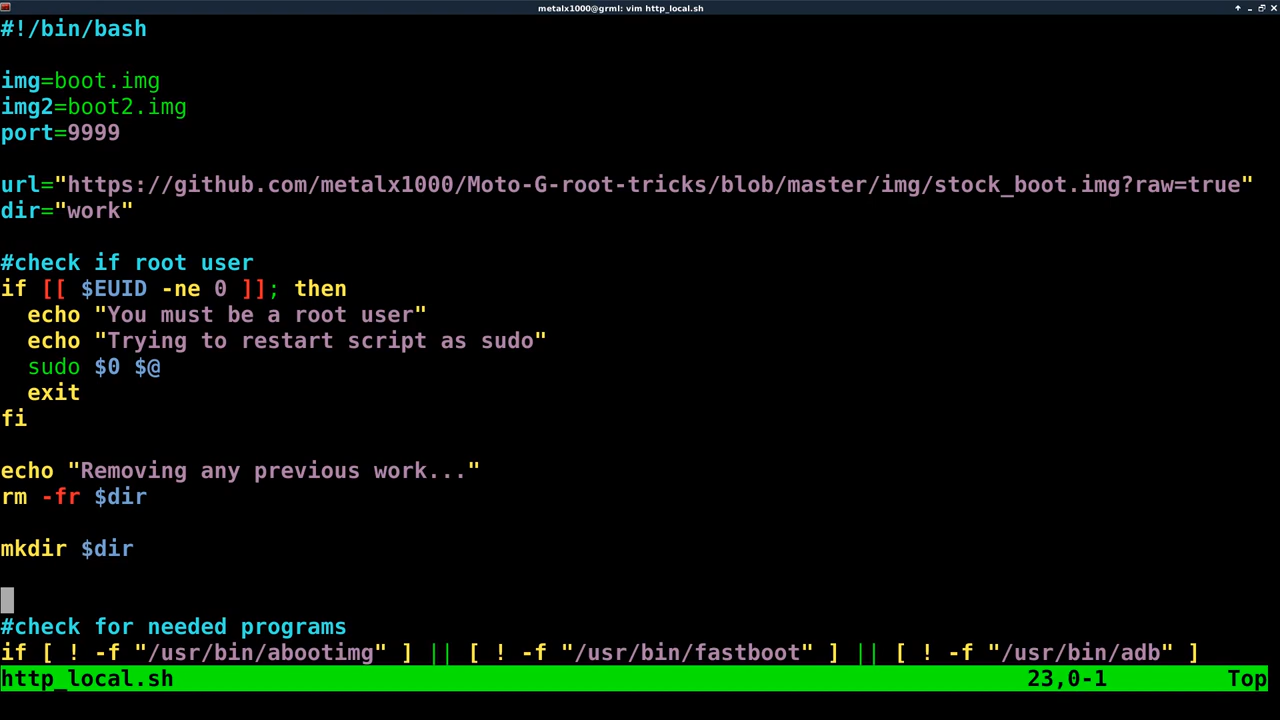 metalx1000@grml: vim http_local.sh
#!/bin/bash
img=boot.img
img2=boot2.img
port=9999
url="https://github.com/metalx1000/Moto-G-root-tricks/blob/master/img/stock_boot.img?raw=true"
dir="work"
#check if root user
if [[ $EUID -ne 0 ]]; then
  echo "You must be a root user"
  echo "Trying to restart script as sudo"
  sudo $0 $@
  exit
fi
echo "Removing any previous work..."
rm -fr $dir
mkdir $dir
#check for needed programs
if [ ! -f "/usr/bin/abootimg" ] || [ ! -f "/usr/bin/fastboot" ] || [ ! -f "/usr/bin/adb" ]
http_local.sh 23,0-1 Top